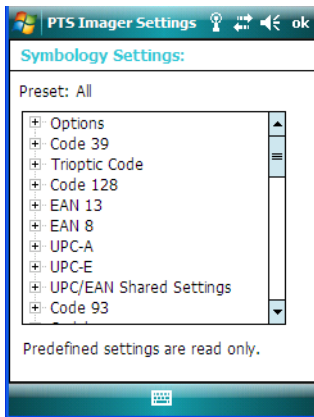 PTS Imager Settings ok
Symbology Settings:
Preset: All
Options
Code 39
Trioptic Code
Code 128
EAN 13
EAN 8
UPC-A
UPC-E
UPC/EAN Shared Settings
Code 93
Predefined settings are read only.